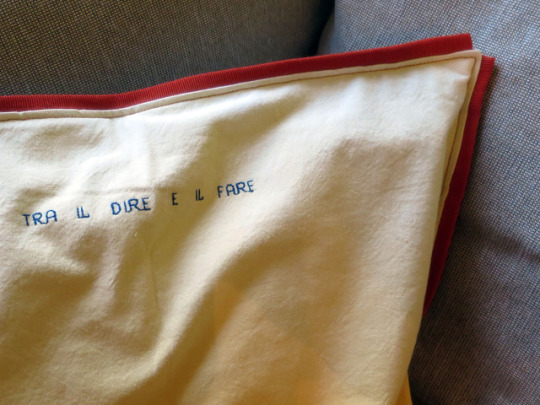 TRA IL DIRE E IL FARE